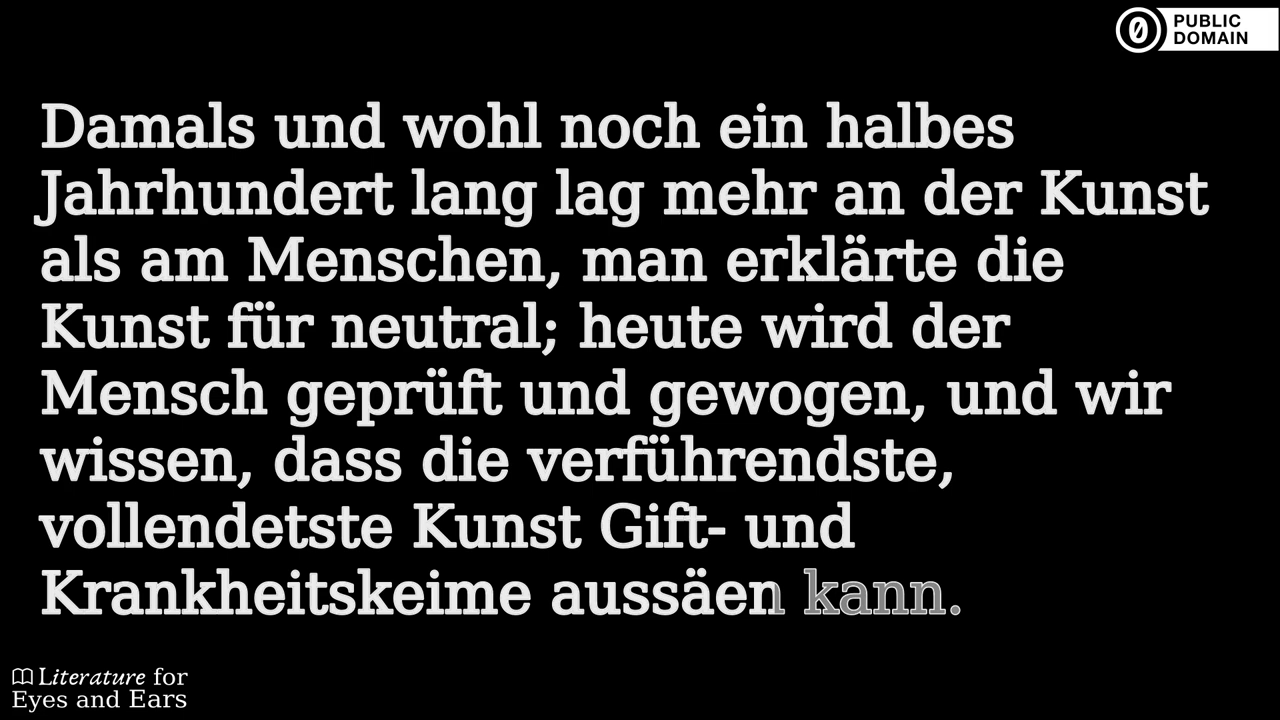 PUBLIC
DOMAIN
Damals und wohl noch ein halbes
Jahrhundert lang lag mehr an der Kunst
als am Menschen, man erklärte die
Kunst für neutral; heute wird der
Mensch geprüft und gewogen, und wir
wissen, dass die verführendste,
vollendetste Kunst Gift- und
Krankheitskeime aussäen kann.
Literature for
Eyes and Ears